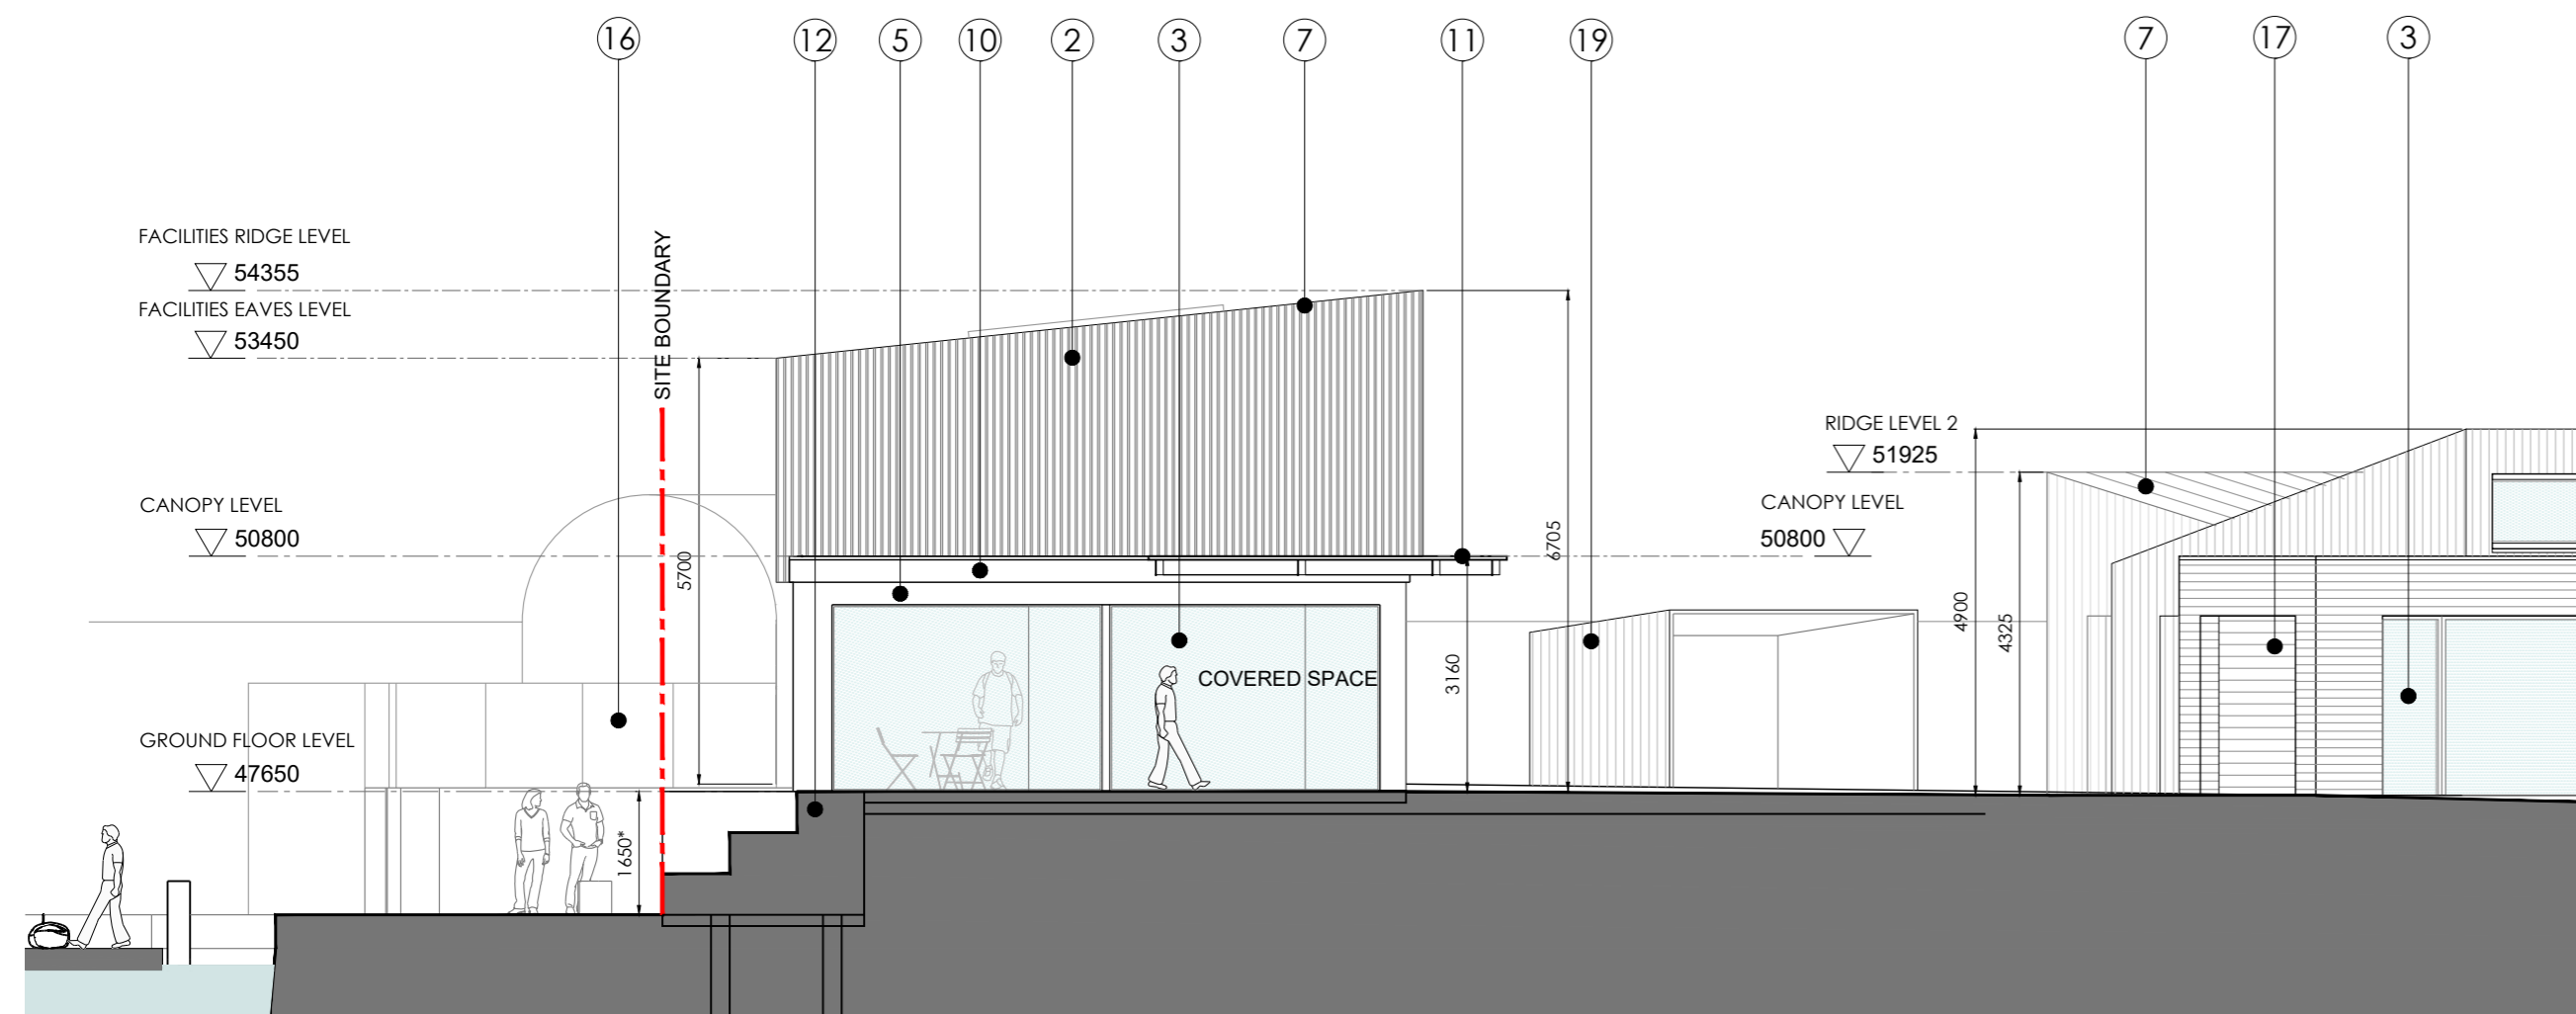 16 12 5 10 2 3 7 11 19 7 17 3
FACILITIES RIDGE LEVEL
54355
FACILITIES EAVES LEVEL
53450
SITE BOUNDARY
RIDGE LEVEL 2
51925
CANOPY LEVEL
50800
CANOPY LEVEL
50800
5700
6705
4900
4325
3160
COVERED SPACE
GROUND FLOOR LEVEL
47650
1650*